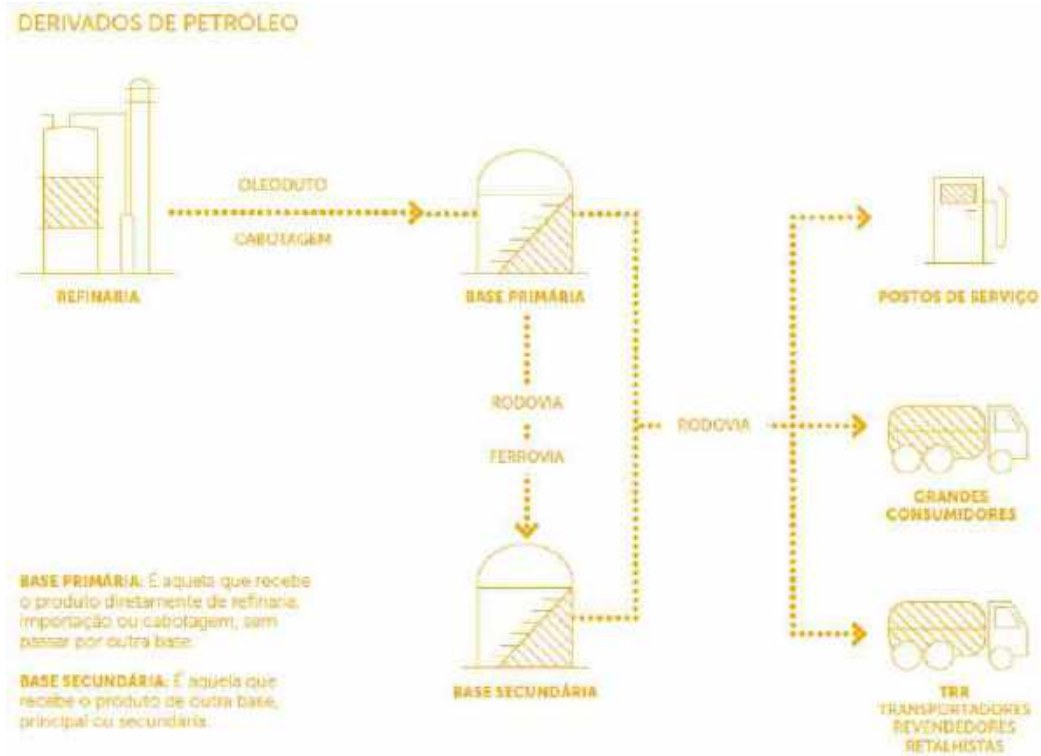 DERIVADOS DE PETRÓLEO
OLEODUTO
CABOTAGEM
REFINARIA
BASE PRIMÁRIA
POSTOS DE SERVIÇO
RODOVIA
FERROVIA
RODOVIA
GRANDES
CONSUMIDORES
BASE PRIMÁRIA: É aquela que recebe
o produto diretamente de refinaria,
importação ou cabotagem, sem
passar por outra base.
BASE SECUNDÁRIA: É aquela que
recebe o produto de outra base,
principal ou secundária.
BASE SECUNDÁRIA
TRR
TRANSPORTADORES
REVENDEDORES
RETALHISTAS